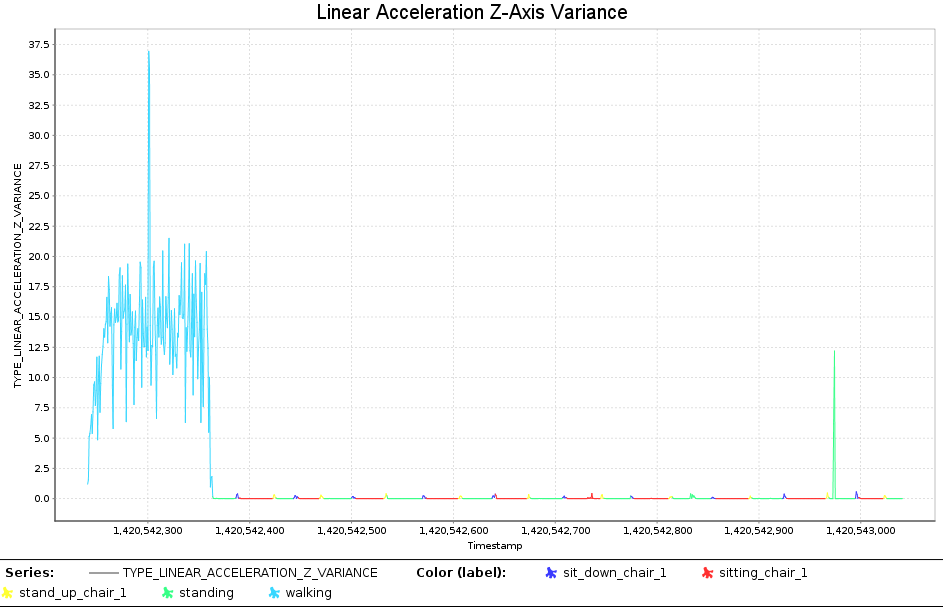 Linear Acceleration Z-Axis Variance
TYPE_LINEAR_ACCELERATION_Z_VARIANCE
37.5
35.0
32.5
30.0
27.5
25.0
22.5
20.0
17.5
15.0
12.5
10.0
7.5
5.0
2.5
0.0
1,420,542,300 1,420,542,400 1,420,542,500 1,420,542,600 1,420,542,700 1,420,542,800 1,420,542,900 1,420,543,000
Timestamp
Series: TYPE_LINEAR_ACCELERATION_Z_VARIANCE Color (label): sit_down_chair_1 sitting_chair_1
stand_up_chair_1 standing walking